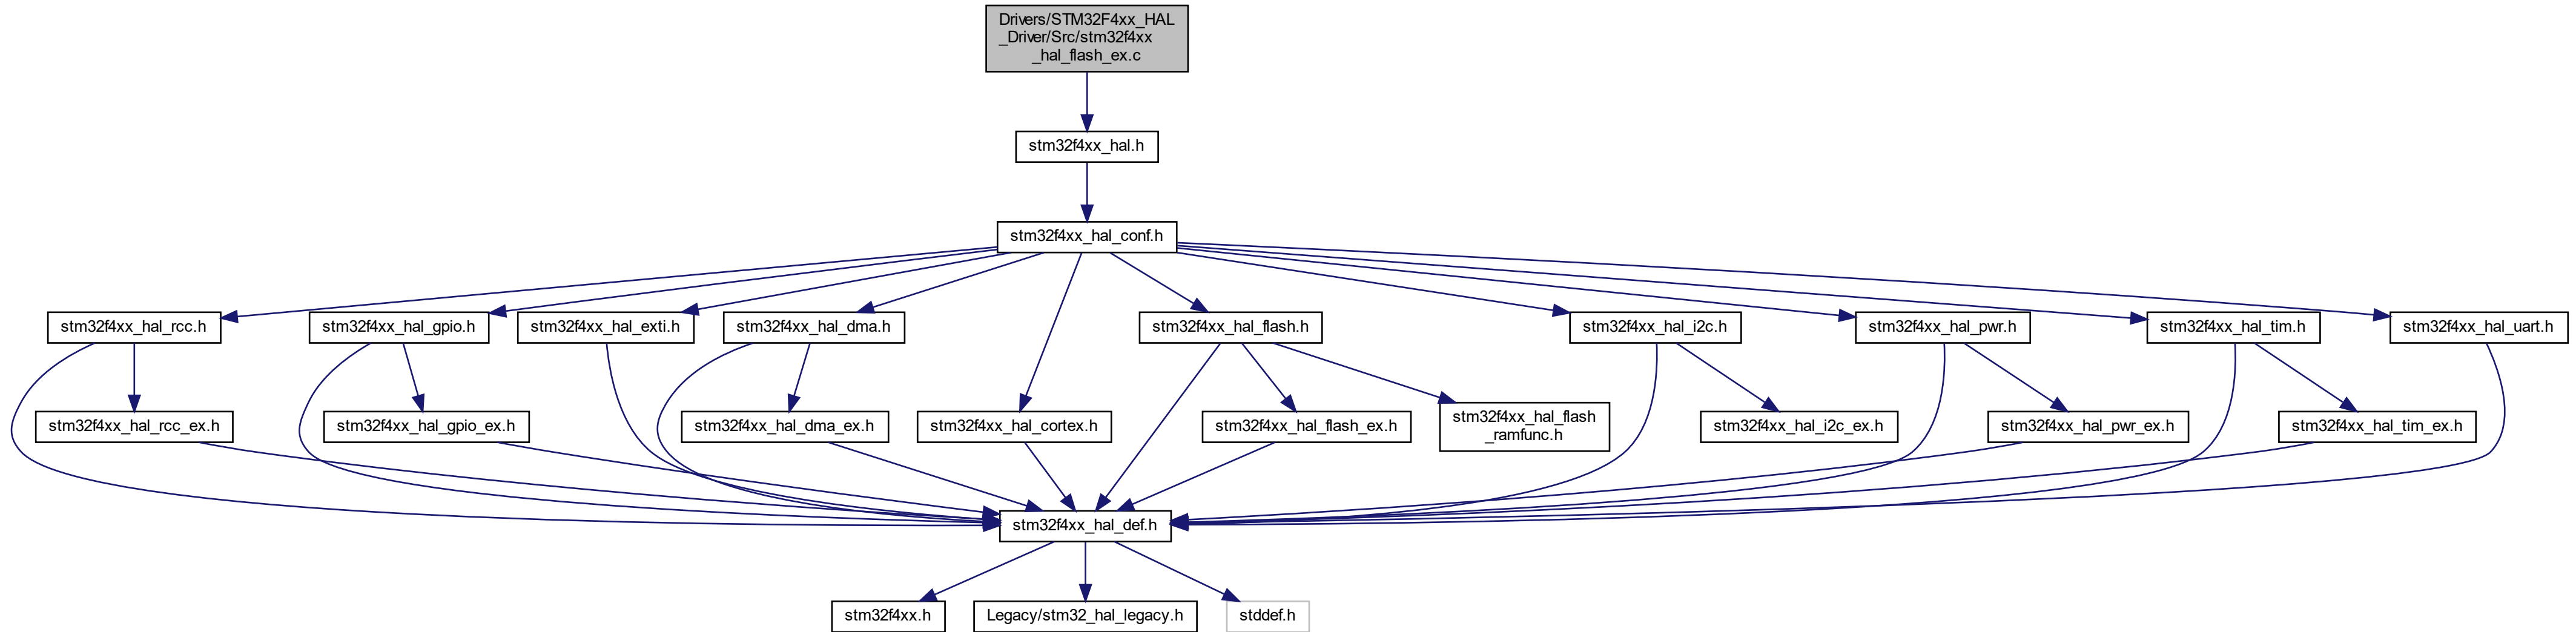 Drivers/STM32F4xx_HAL
_Driver/Src/stm32f4xx
_hal_flash_ex.c
stm32f4xx_hal.h
stm32f4xx_hal_conf.h
stm32f4xx_hal_rcc.h
stm32f4xx_hal_gpio.h
stm32f4xx_hal_exti.h
stm32f4xx_hal_dma.h
stm32f4xx_hal_flash.h
stm32f4xx_hal_i2c.h
stm32f4xx_hal_pwr.h
stm32f4xx_hal_tim.h
stm32f4xx_hal_uart.h
stm32f4xx_hal_rcc_ex.h
stm32f4xx_hal_gpio_ex.h
stm32f4xx_hal_dma_ex.h
stm32f4xx_hal_cortex.h
stm32f4xx_hal_flash_ex.h
stm32f4xx_hal_flash
_ramfunc.h
stm32f4xx_hal_i2c_ex.h
stm32f4xx_hal_pwr_ex.h
stm32f4xx_hal_tim_ex.h
stm32f4xx_hal_def.h
stm32f4xx.h
Legacy/stm32_hal_legacy.h
stddef.h